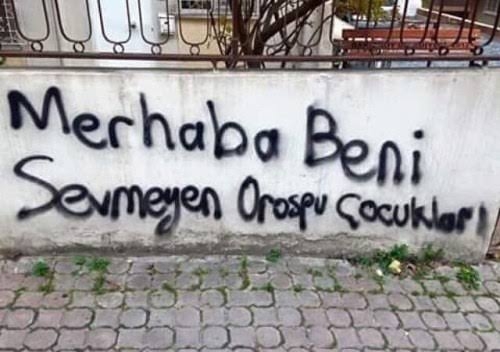 Merhaba Beni
Sevmeyen Orospu Çocukları